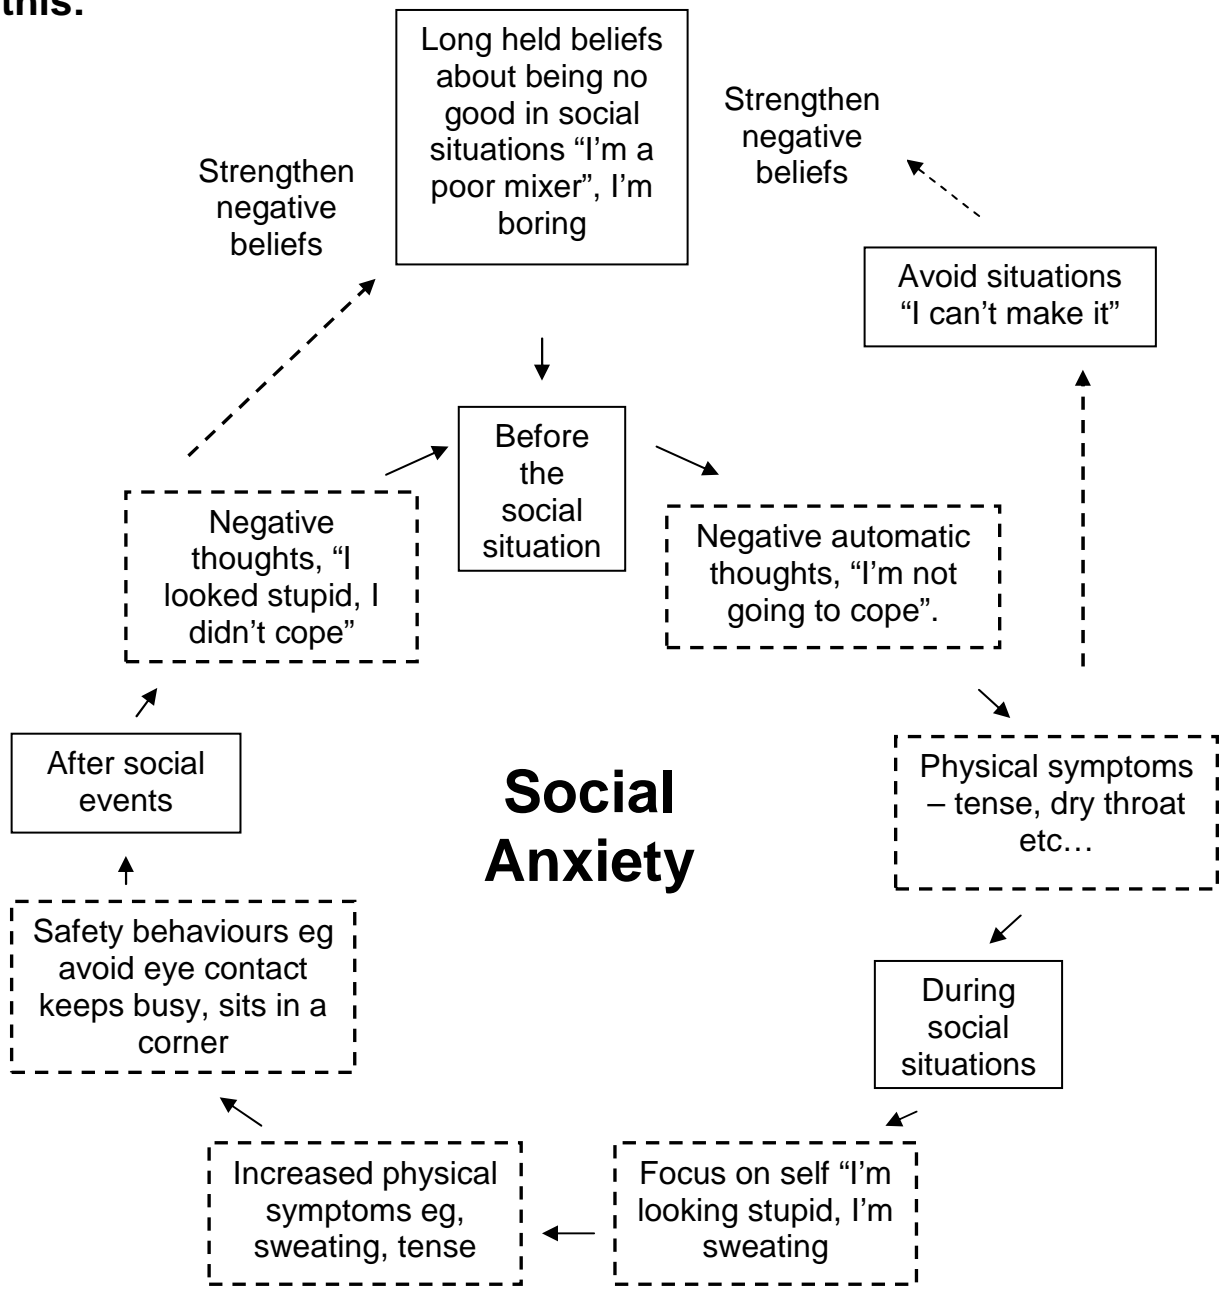 this:
Long held beliefs
about being no
good in social
situations “I’m a
poor mixer”, I’m
boring
Strengthen
negative
beliefs
Strengthen
negative
beliefs
Avoid situations
“I can’t make it”
Before
the
social
situation
Negative automatic
thoughts, “I’m not
going to cope”.
Physical symptoms
– tense, dry throat
etc…
During
social
situations
Focus on self “I’m
looking stupid, I’m
sweating
Increased physical
symptoms eg,
sweating, tense
Safety behaviours eg
avoid eye contact
keeps busy, sits in a
corner
After social
events
Negative
thoughts, “I
looked stupid, I
didn’t cope”
Social
Anxiety